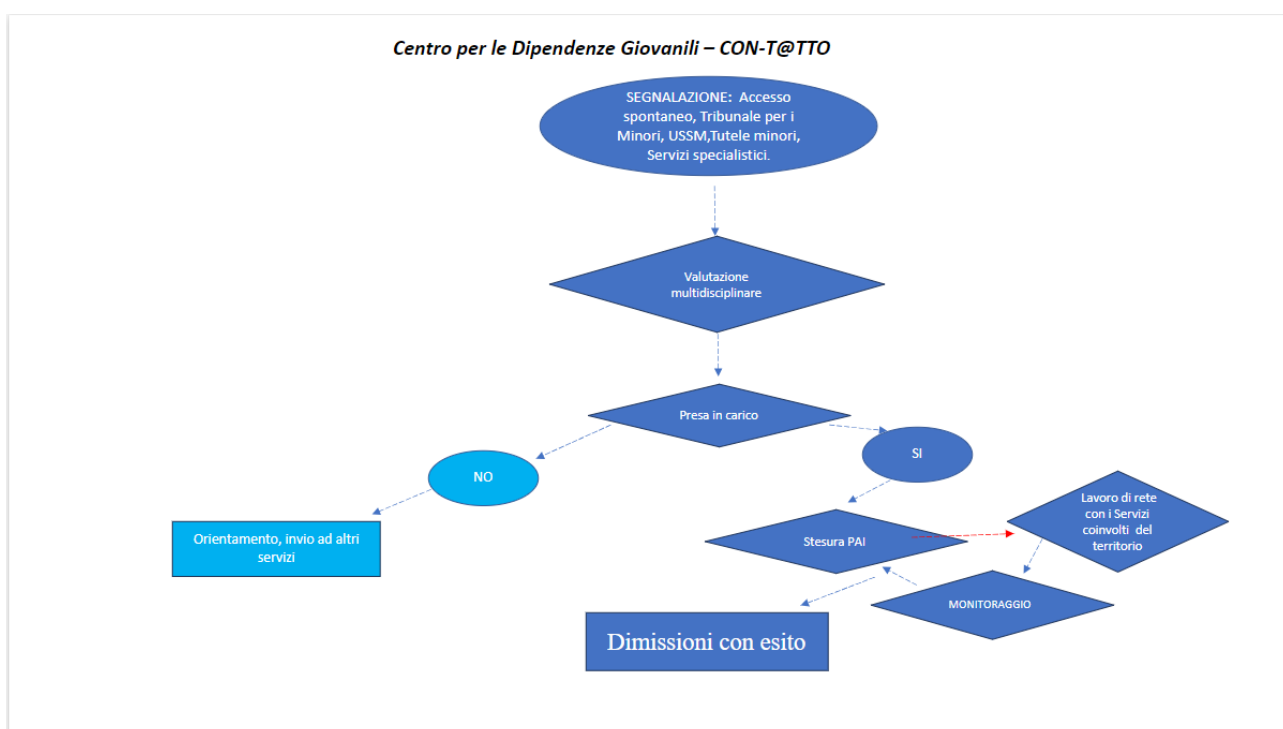 Centro per le Dipendenze Giovanili – CON-T@TTO
SEGNALAZIONE: Accesso
spontaneo, Tribunale per i
Minori, USSM,Tutele minori,
Servizi specialistici.
Valutazione
multidisciplinare
Presa in carico
NO
SI
Orientamento, invio ad altri
servizi
Stesura PAI
Lavoro di rete
con i Servizi
coinvolti del
territorio
MONITORAGGIO
Dimissioni con esito